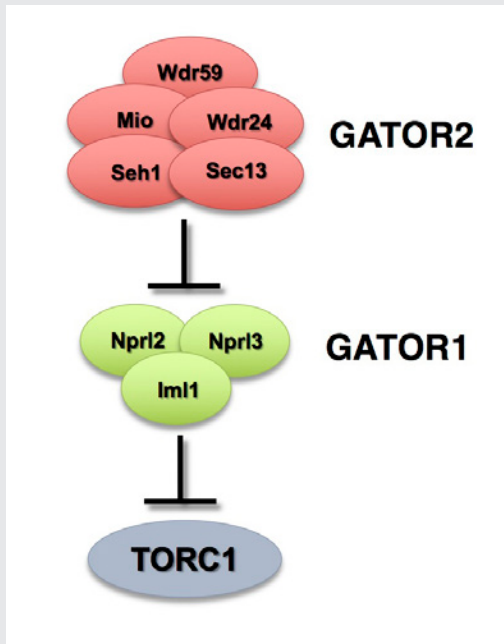 Wdr59
Mio
Wdr24
GATOR2
Seh1
Sec13
Nprl2
Nprl3
GATOR1
Iml1
TORC1